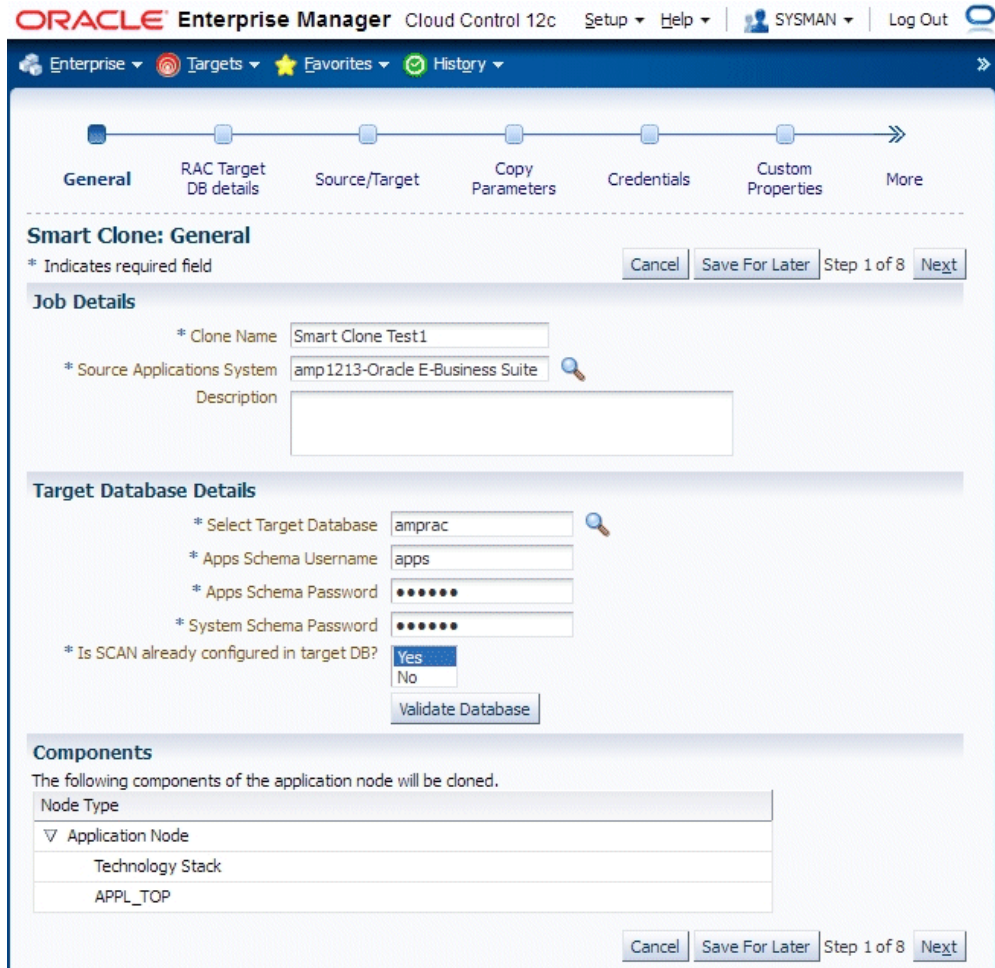 ORACLE Enterprise Manager Cloud Control 12c Setup Help SYSMAN Log Out
Enterprise Targets Favorites History
General RAC Target DB details Source/Target Copy Parameters Credentials Custom Properties More
Smart Clone: General
* Indicates required field Cancel Save For Later Step 1 of 8 Next
Job Details
* Clone Name Smart Clone Test1
* Source Applications System amp1213-Oracle E-Business Suite
Description
Target Database Details
* Select Target Database amprac
* Apps Schema Username apps
* Apps Schema Password ••••••
* System Schema Password ••••••
* Is SCAN already configured in target DB? Yes
No
Validate Database
Components
The following components of the application node will be cloned.
Node Type
Application Node
Technology Stack
APPL_TOP
Cancel Save For Later Step 1 of 8 Next